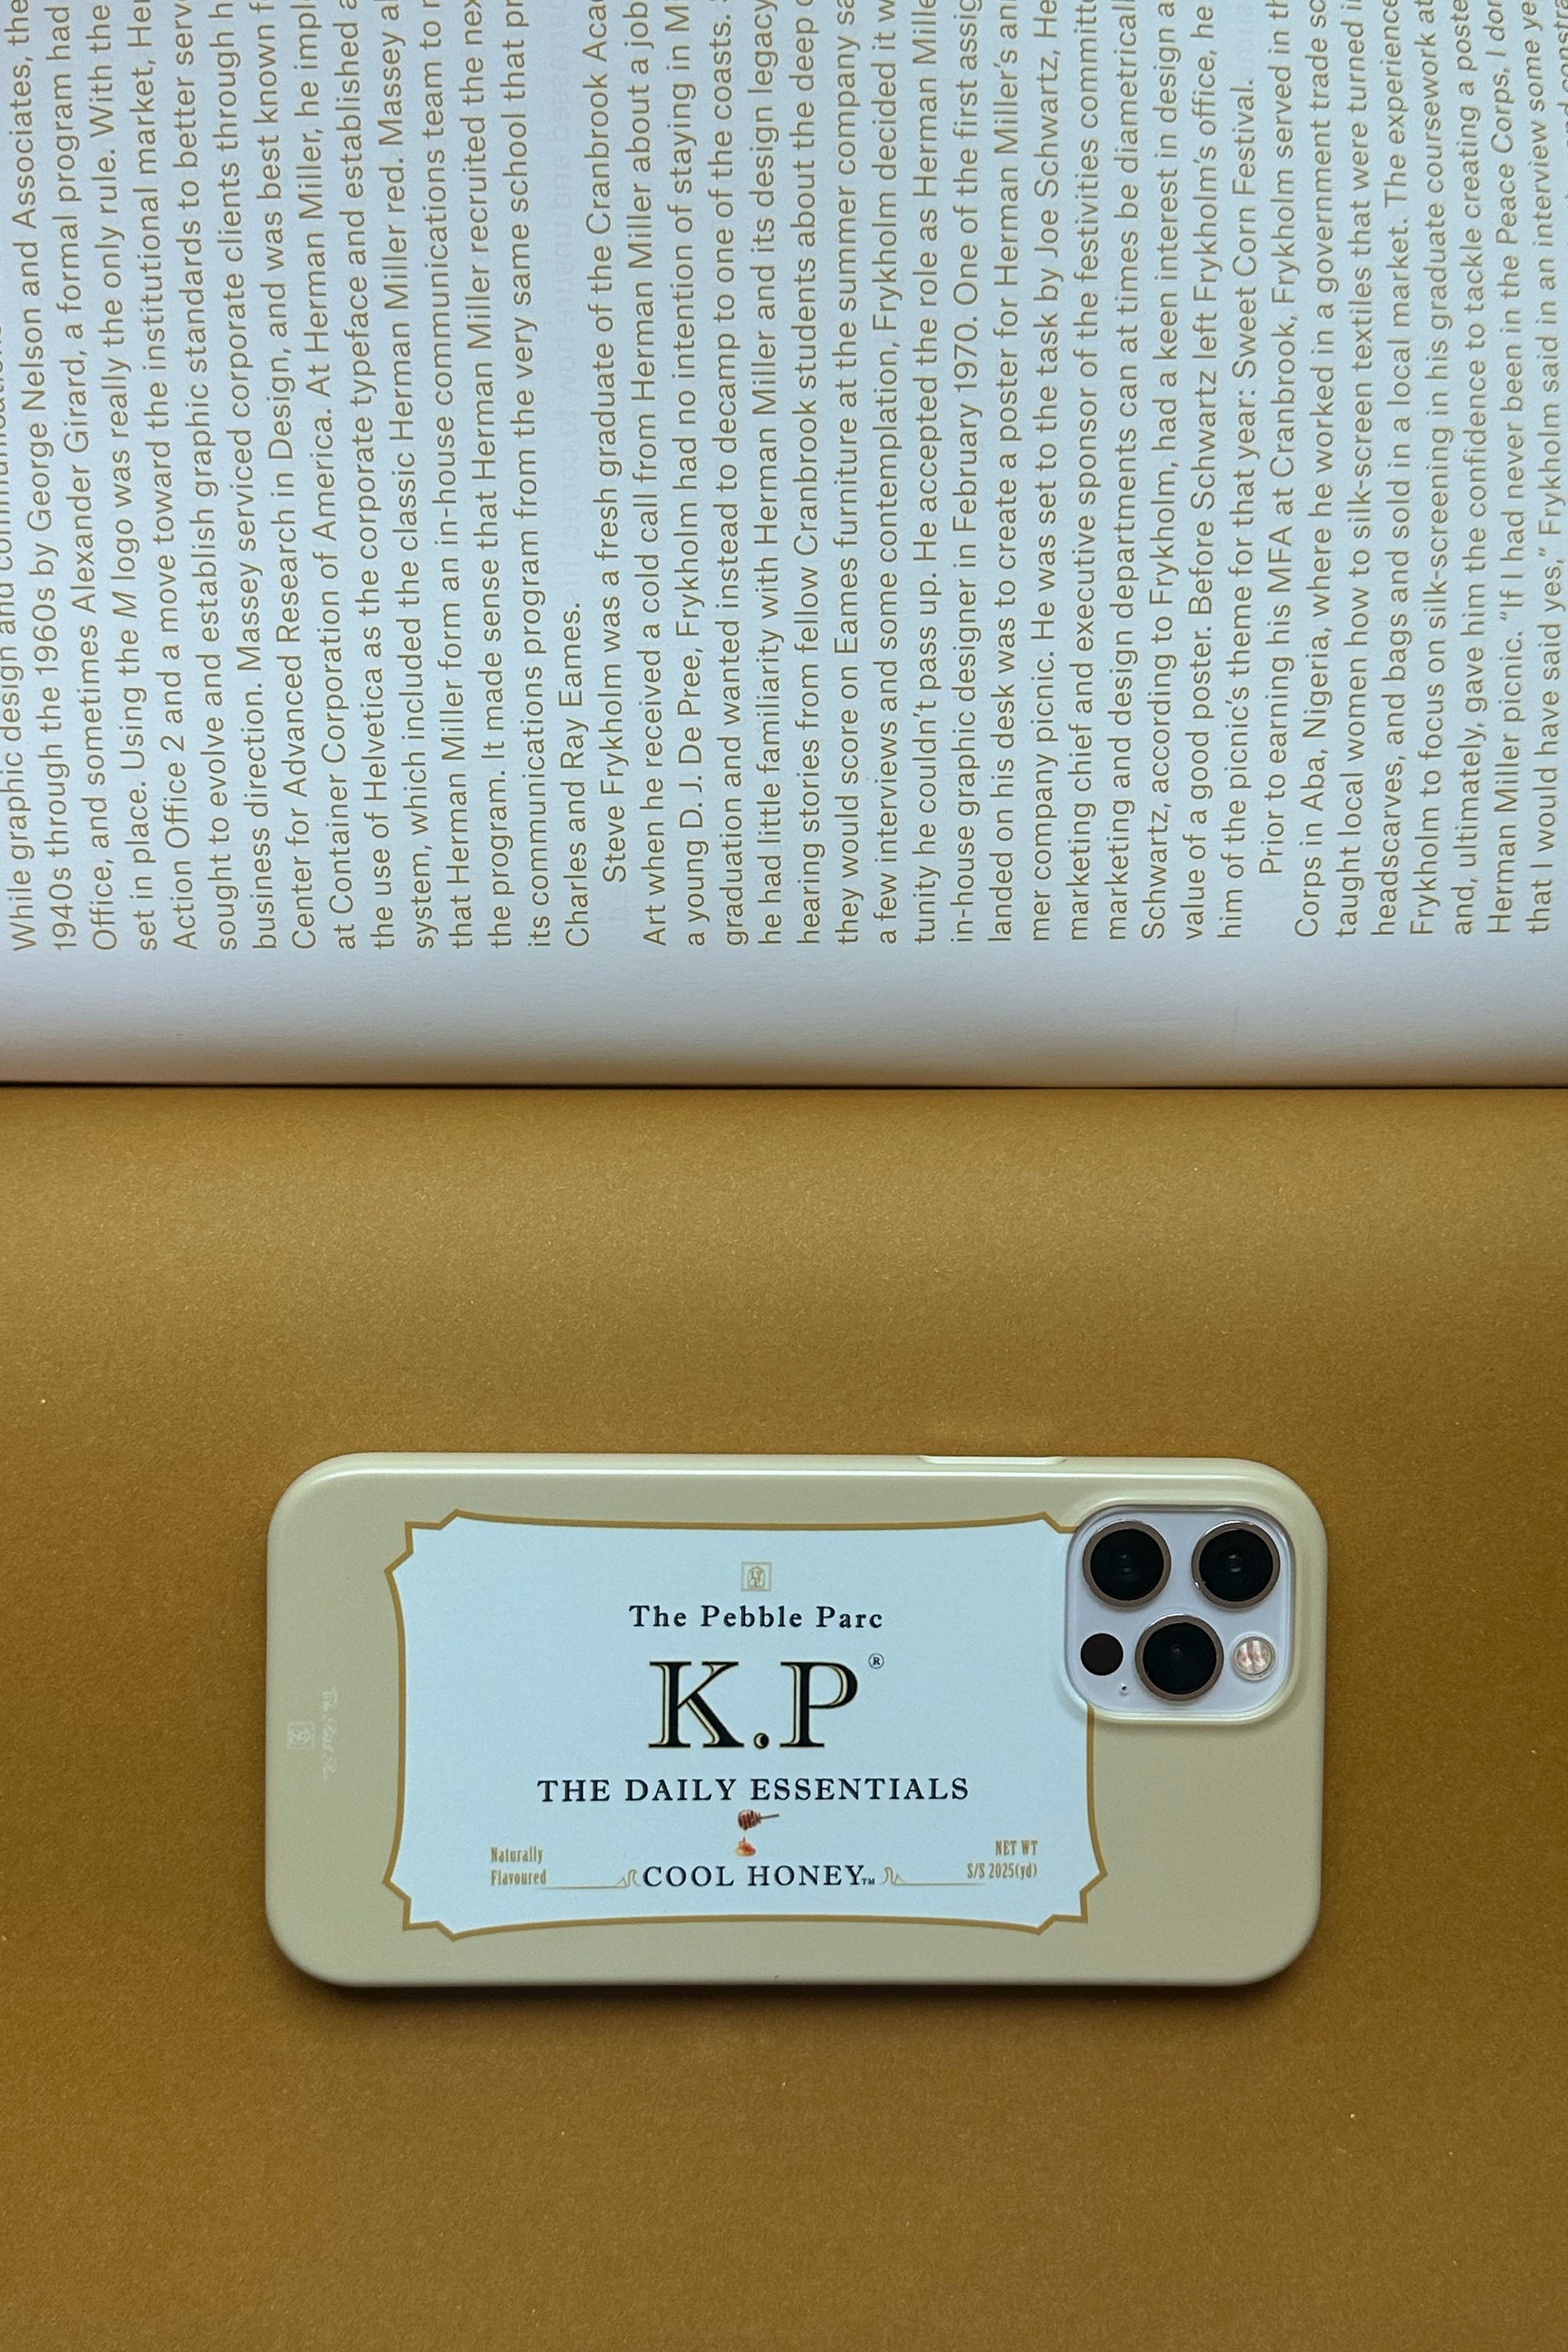 While graphic design and
1940s through the 1960s by George Nelson and Associates, the
Office, and sometimes Alexander Girard, a formal program had
set in place. Using the M logo was really the only rule. With the
Action Office 2 and a move toward the institutional market, Her
sought to evolve and establish graphic standards to better serv
business direction. Massey serviced corporate clients through h
Center for Advanced Research in Design, and was best known f
at Container Corporation of America. At Herman Miller, he impl
the use of Helvetica as the corporate typeface and established a
system, which included the classic Herman Miller red. Massey al
that Herman Miller form an in-house communications team to r
the program. It made sense that Herman Miller recruited the nex
its communications program from the very same school that pr
Charles and Ray Eames.
Steve Frykholm was a fresh graduate of the Cranbrook Aca
Art when he received a cold call from Herman Miller about a job
a young D. J. De Pree, Frykholm had no intention of staying in Mi
graduation and wanted instead to decamp to one of the coasts.
he had little familiarity with Herman Miller and its design legacy
hearing stories from fellow Cranbrook students about the deep
they would score on Eames furniture at the summer company sa
a few interviews and some contemplation, Frykholm decided it w
tunity he couldn't pass up. He accepted the role as Herman Mille
in-house graphic designer in February 1970. One of the first assig
landed on his desk was to create a poster for Herman Miller's an
mer company picnic. He was set to the task by Joe Schwartz, He
marketing chief and executive sponsor of the festivities committ
marketing and design departments can at times be diametricall
Schwartz, according to Frykholm, had a keen interest in design a
value of a good poster. Before Schwartz left Frykholm's office, he
him of the picnic's theme for that year: Sweet Corn Festival.
Prior to earning his MFA at Cranbrook, Frykholm served in th
Corps in Aba, Nigeria, where he worked in a government trade sc
taught local women how to silk-screen textiles that were turned i
headscarves, and bags and sold in a local market. The experience
Frykholm to focus on silk-screening in his graduate coursework at
and, ultimately, gave him the confidence to tackle creating a poste
Herman Miller picnic. "If I had never been in the Peace Corps, I don
that I would have said yes," Frykholm said in an interview some ye
The Pebble Parc
K.P®
THE DAILY ESSENTIALS
Naturally
Flavoured
COOL HONEY™
NET WT
S/S 2025(yd)